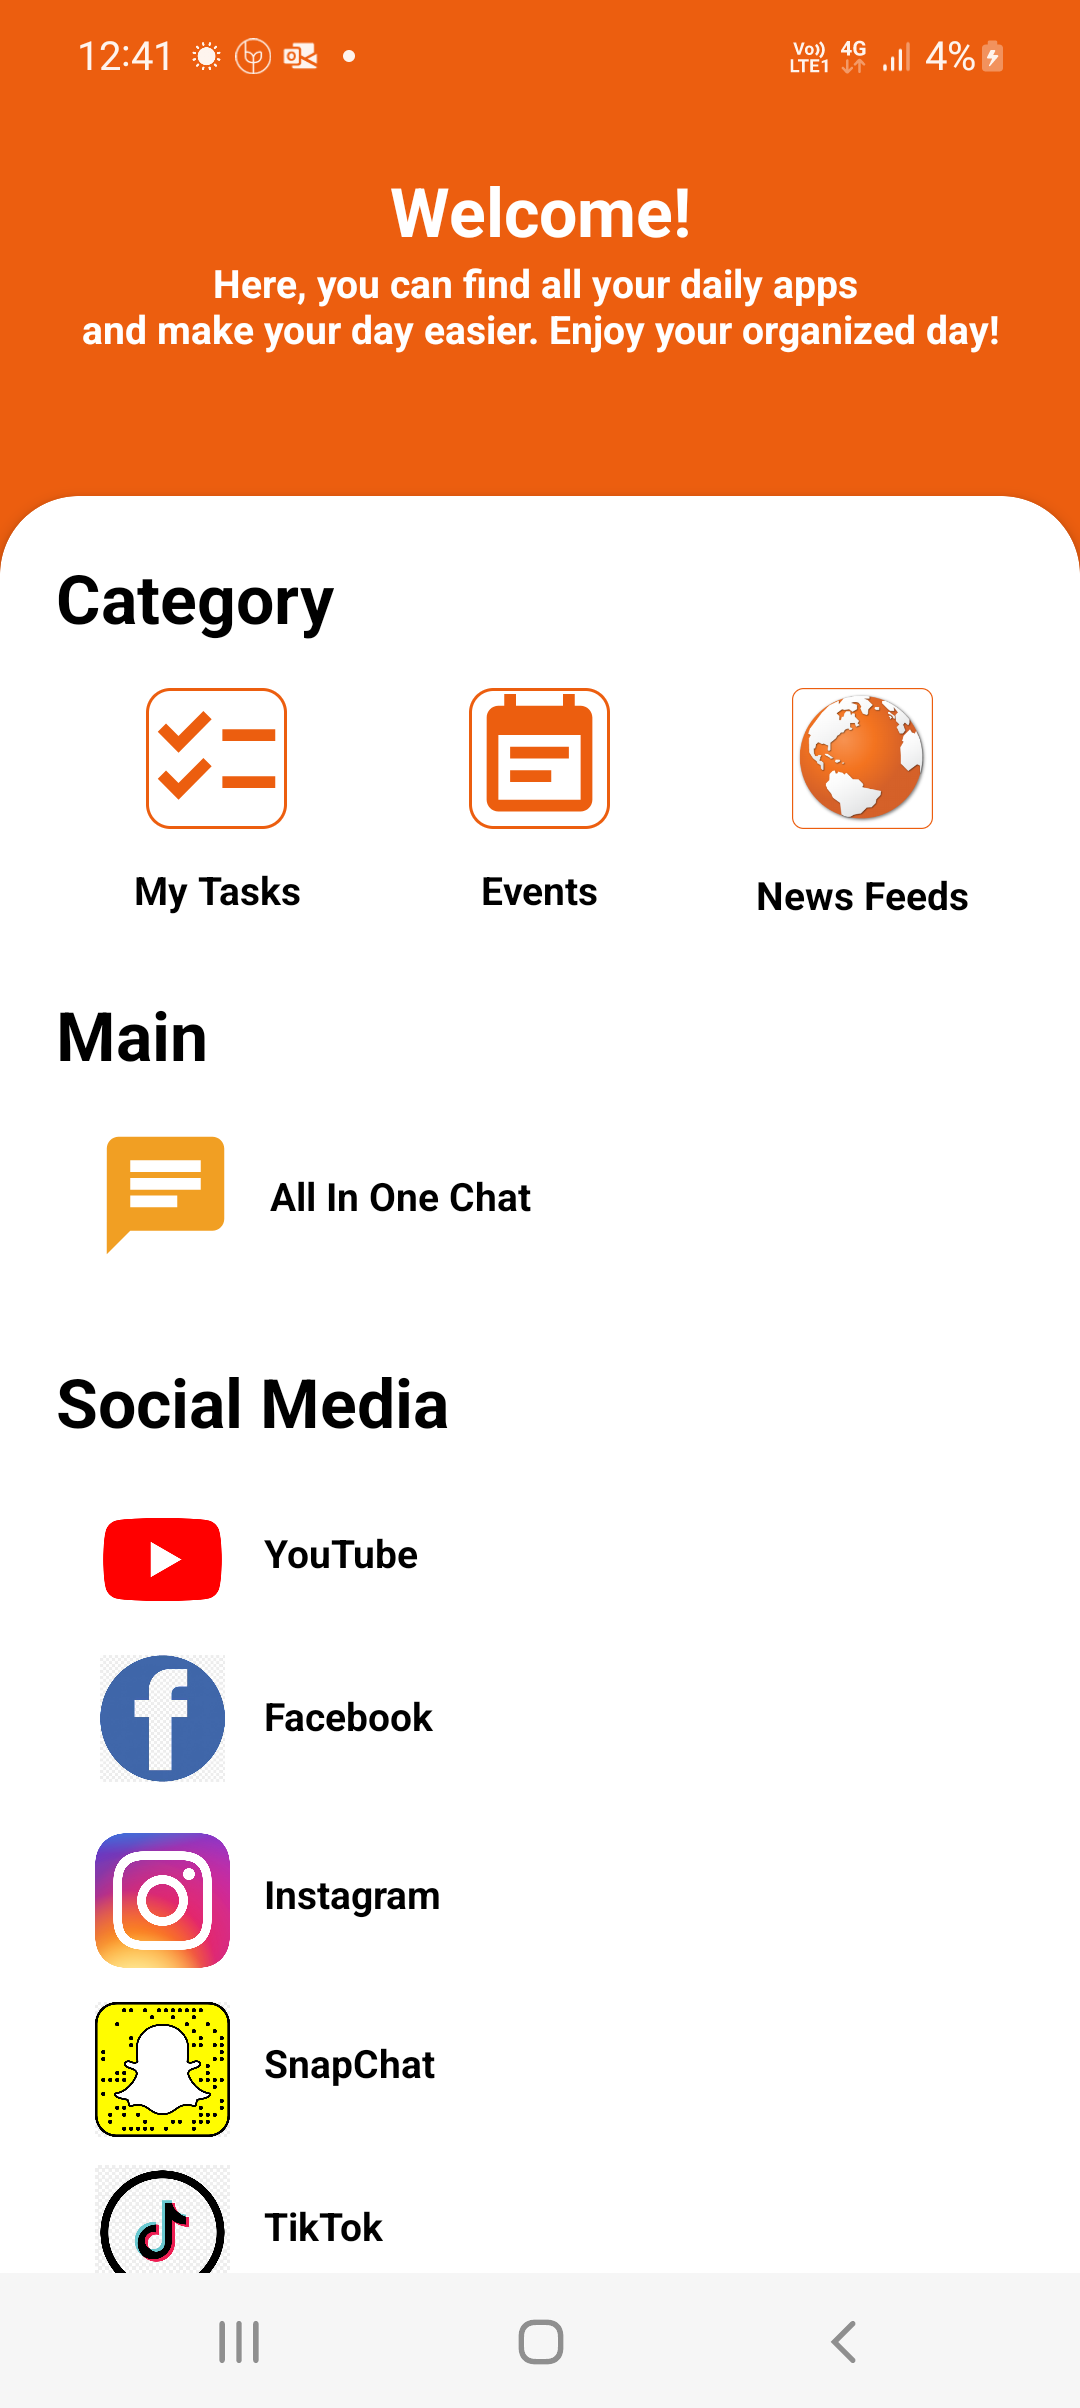 12:41
Vo)) LTE1 4G 4%
Welcome!
Here, you can find all your daily apps
and make your day easier. Enjoy your organized day!
Category
My Tasks
Events
News Feeds
Main
All In One Chat
Social Media
YouTube
Facebook
Instagram
SnapChat
TikTok